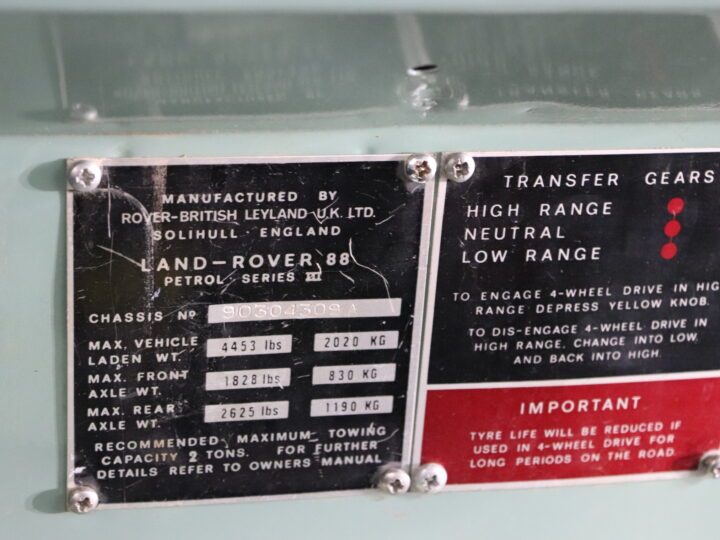 MANUFACTURED BY
ROVER-BRITISH LEYLAND U.K. LTD.
SOLIHULL · ENGLAND
LAND-ROVER, 88
PETROL SERIES III
CHASSIS Nº 90304309A
MAX. VEHICLE LADEN WT. 4453 lbs 2020 KG
MAX. FRONT AXLE WT. 1828 lbs 830 KG
MAX. REAR AXLE WT. 2625 lbs 1190 KG
RECOMMENDED MAXIMUM TOWING
CAPACITY 2 TONS. FOR FURTHER
DETAILS REFER TO OWNERS MANUAL
TRANSFER GEARS
HIGH RANGE
NEUTRAL
LOW RANGE
TO ENGAGE 4-WHEEL DRIVE IN HIG
RANGE DEPRESS YELLOW KNOB.
TO DIS-ENGAGE 4-WHEEL DRIVE IN
HIGH RANGE, CHANGE INTO LOW
AND BACK INTO HIGH.
IMPORTANT
TYRE LIFE WILL BE REDUCED IF
USED IN 4-WHEEL DRIVE FOR
LONG PERIODS ON THE ROAD.